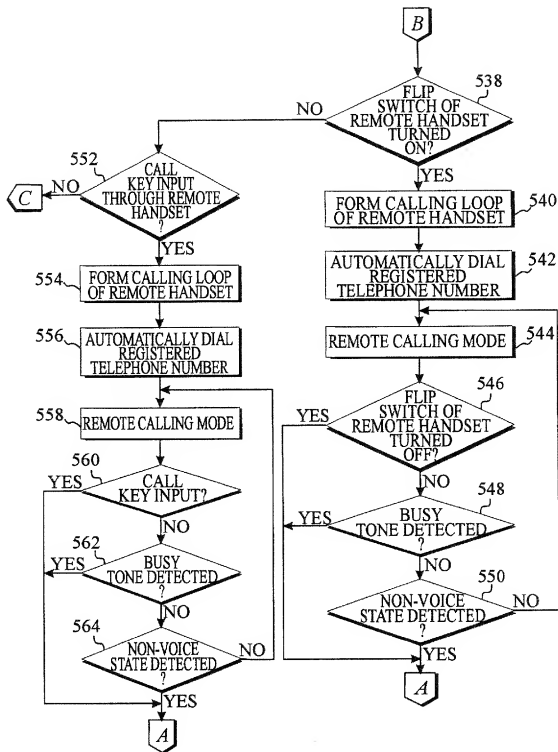 B
538
FLIP
SWITCH OF
REMOTE HANDSET
TURNED
ON?
NO
YES
552
CALL
KEY INPUT
THROUGH REMOTE
HANDSET
?
NO
C
YES
540
FORM CALLING LOOP
OF REMOTE HANDSET
542
AUTOMATICALLY DIAL
REGISTERED
TELEPHONE NUMBER
544
REMOTE CALLING MODE
546
FLIP
SWITCH OF
REMOTE HANDSET
TURNED
OFF?
YES
NO
548
BUSY
TONE DETECTED
?
YES
NO
550
NON-VOICE
STATE DETECTED
?
NO
YES
A
554
FORM CALLING LOOP
OF REMOTE HANDSET
556
AUTOMATICALLY DIAL
REGISTERED
TELEPHONE NUMBER
558
REMOTE CALLING MODE
560
CALL
KEY INPUT?
YES
NO
562
BUSY
TONE DETECTED
?
YES
NO
564
NON-VOICE
STATE DETECTED
?
NO
YES
A